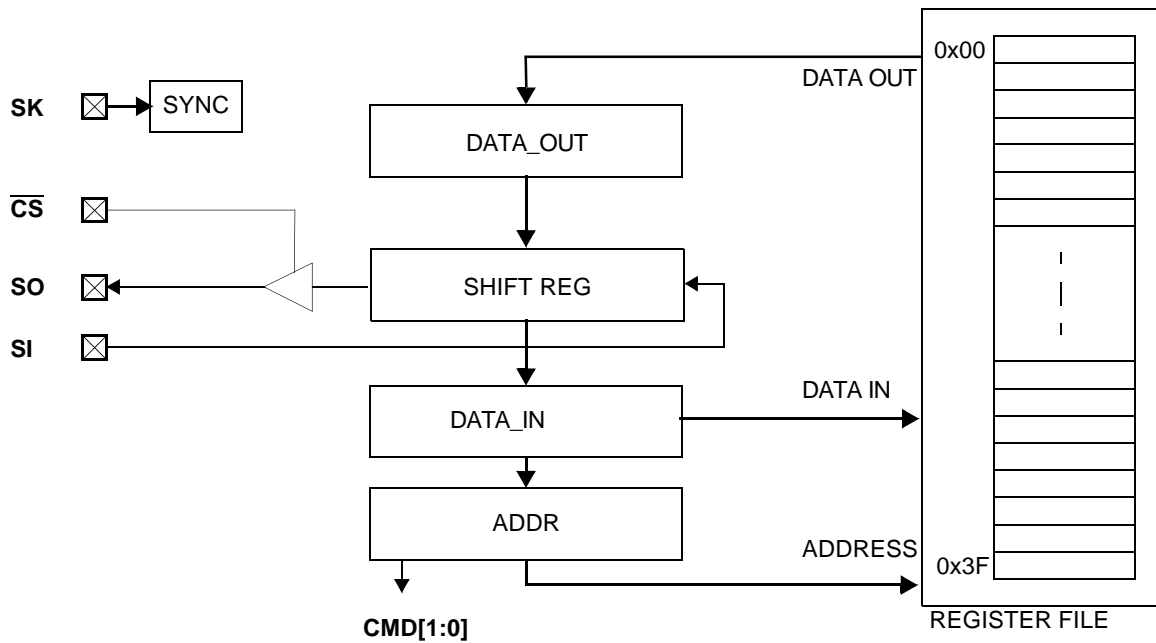 0x00
DATA OUT
SK
SYNC
DATA_OUT
CS
SO
SHIFT REG
SI
DATA IN
DATA_IN
ADDR
ADDRESS
0x3F
CMD[1:0]
REGISTER FILE